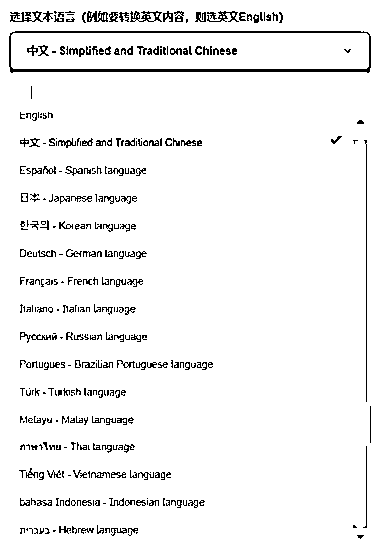 选择文本语言（例如要转换英文内容，则选英文English）
中文 - Simplified and Traditional Chinese
English
中文 - Simplified and Traditional Chinese
Español - Spanish language
日本 - Japanese language
한국의 - Korean language
Deutsch - German language
Français - French language
Italiano - Italian language
Русский - Russian language
Portugues - Brazilian Portuguese language
Türk - Turkish language
Melayu - Malay language
ภาษาไทย - Thai language
Tiếng Việt - Vietnamese language
bahasa Indonesia - Indonesian language
בעברית - Hebrew language